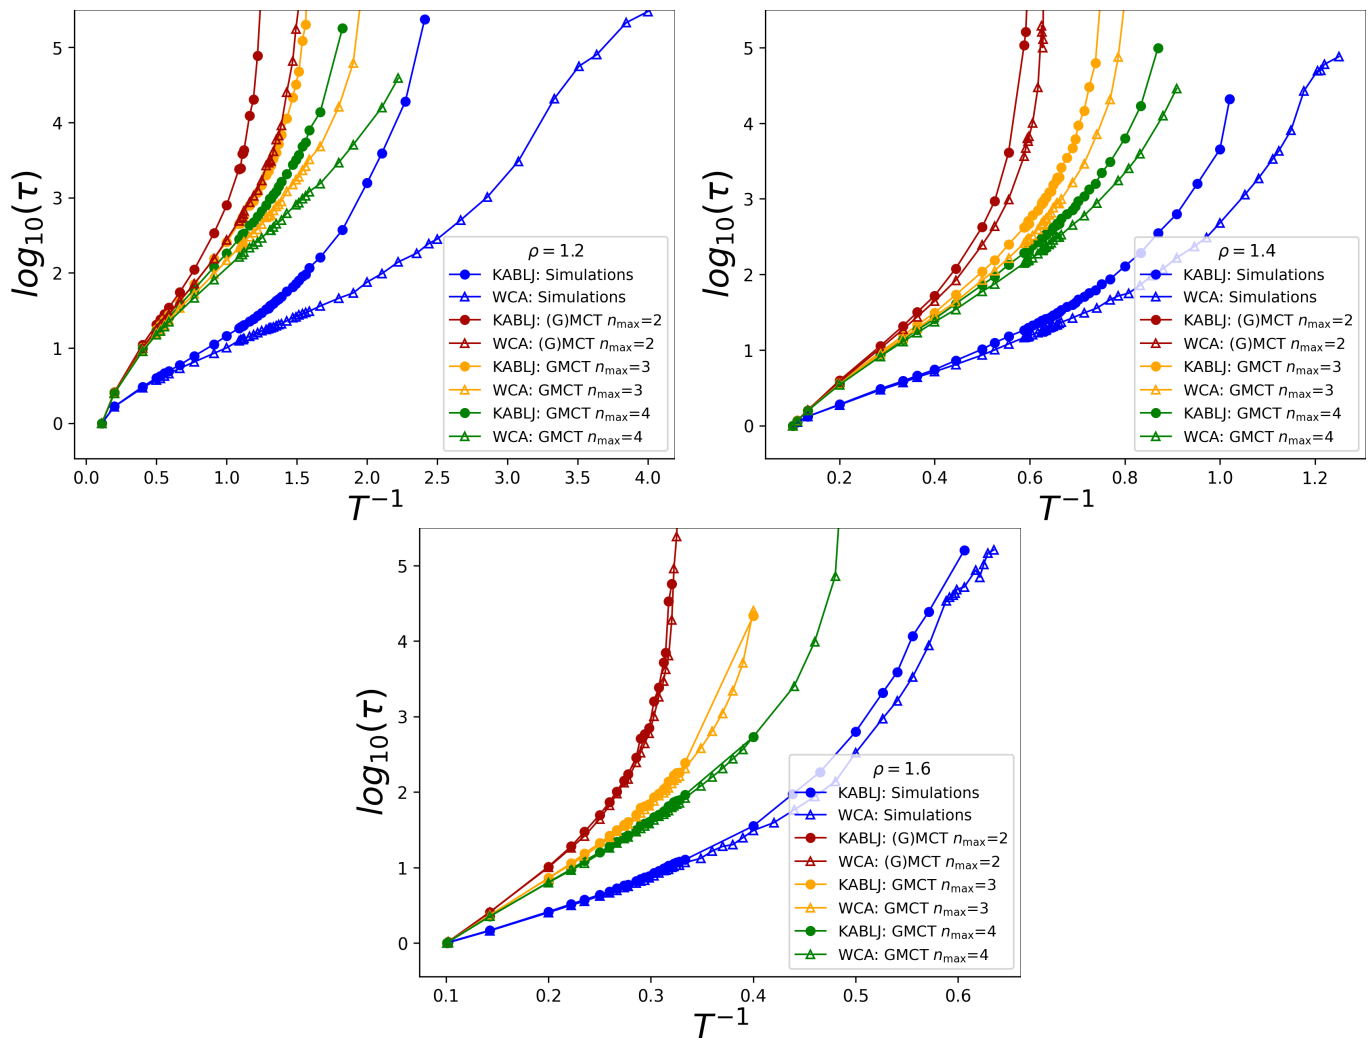 5
4
3
2
1
0
log₁₀(τ)
ρ = 1.2
KABLJ: Simulations
WCA: Simulations
KABLJ: (G)MCT nmax=2
WCA: (G)MCT nmax=2
KABLJ: GMCT nmax=3
WCA: GMCT nmax=3
KABLJ: GMCT nmax=4
WCA: GMCT nmax=4
0.0 0.5 1.0 1.5 2.0 2.5 3.0 3.5 4.0
T⁻¹
5
4
3
2
1
0
log₁₀(τ)
ρ = 1.4
KABLJ: Simulations
WCA: Simulations
KABLJ: (G)MCT nmax=2
WCA: (G)MCT nmax=2
KABLJ: GMCT nmax=3
WCA: GMCT nmax=3
KABLJ: GMCT nmax=4
WCA: GMCT nmax=4
0.2 0.4 0.6 0.8 1.0 1.2
T⁻¹
5
4
3
2
1
0
log₁₀(τ)
ρ = 1.6
KABLJ: Simulations
WCA: Simulations
KABLJ: (G)MCT nmax=2
WCA: (G)MCT nmax=2
KABLJ: GMCT nmax=3
WCA: GMCT nmax=3
KABLJ: GMCT nmax=4
WCA: GMCT nmax=4
0.1 0.2 0.3 0.4 0.5 0.6
T⁻¹